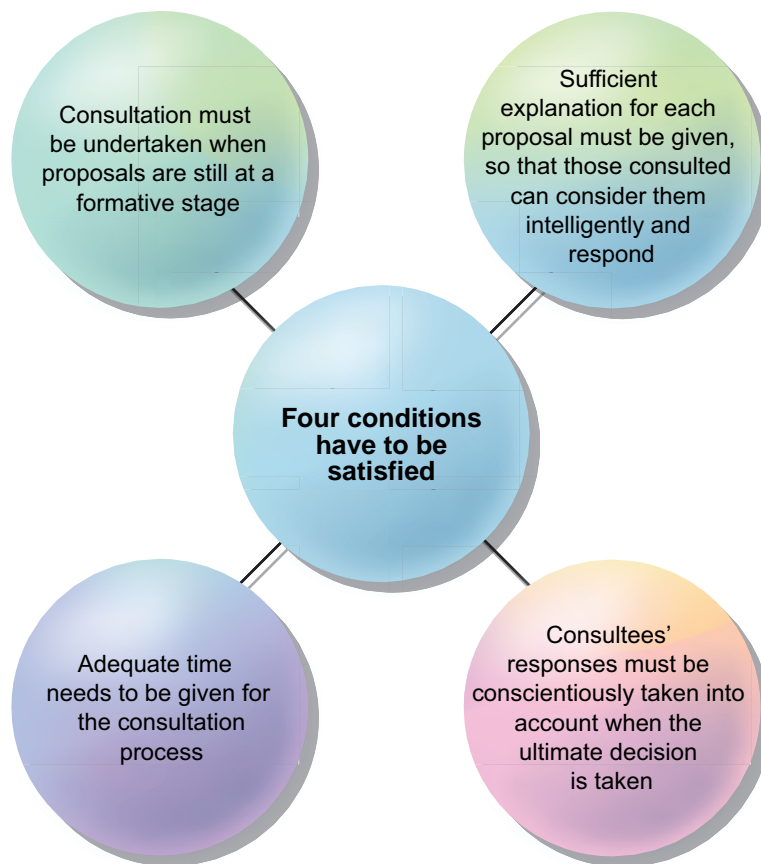 Consultation must
be undertaken when
proposals are still at a
formative stage
Sufficient
explanation for each
proposal must be given,
so that those consulted
can consider them
intelligently and
respond
Four conditions
have to be
satisfied
Adequate time
needs to be given for
the consultation
process
Consultees’
responses must be
conscientiously taken into
account when the
ultimate decision
is taken